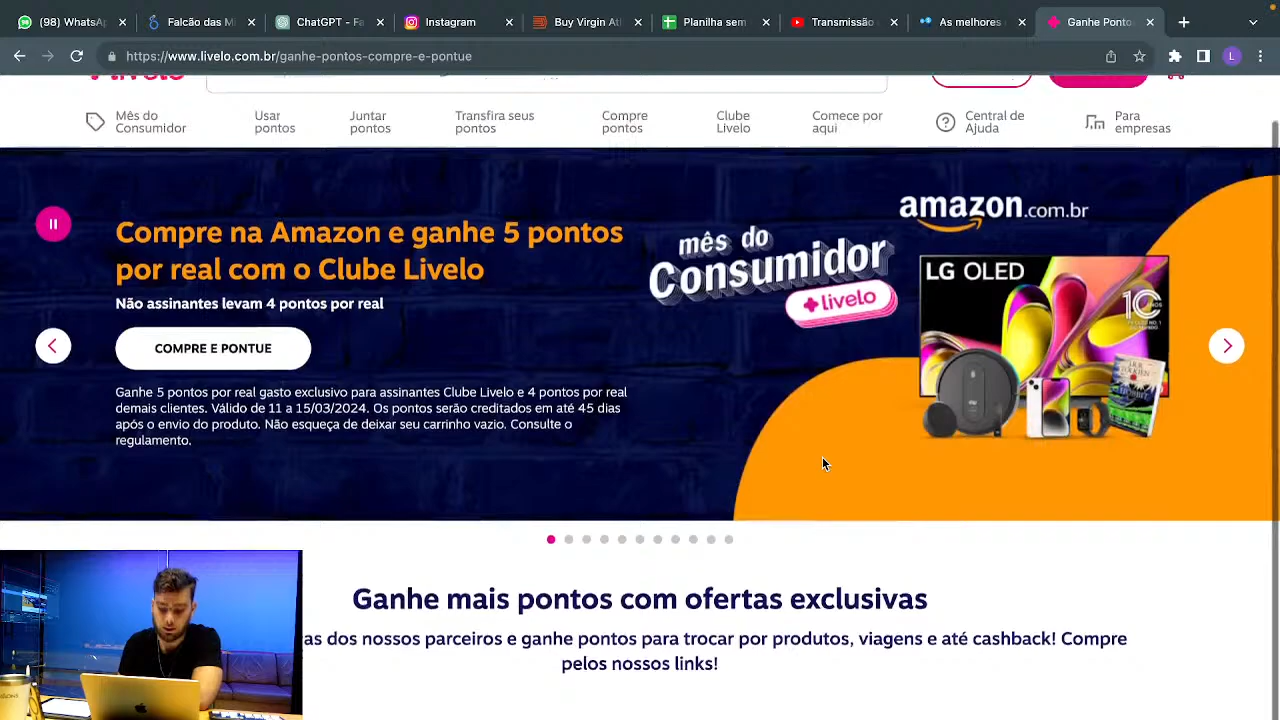 (98) WhatsA
Falcão das Mi
ChatGPT - Fa
Instagram
Buy Virgin Atl
Planilha sem
Transmissão
As melhores
Ganhe Ponto
https://www.livelo.com.br/ganhe-pontos-compre-e-pontue
L
Mês do
Consumidor
Usar
pontos
Juntar
pontos
Transfira seus
pontos
Compre
pontos
Clube
Livelo
Comece por
aqui
Central de
Ajuda
Para
empresas
Compre na Amazon e ganhe 5 pontos
por real com o Clube Livelo
Não assinantes levam 4 pontos por real
COMPRE E PONTUE
Ganhe 5 pontos por real gasto exclusivo para assinantes Clube Livelo e 4 pontos por real
demais clientes. Válido de 11 a 15/03/2024. Os pontos serão creditados em até 45 dias
após o envio do produto. Não esqueça de deixar seu carrinho vazio. Consulte o
regulamento.
mês do
Consumidor
livelo
amazon.com.br
LG OLED
10
Ganhe mais pontos com ofertas exclusivas
as dos nossos parceiros e ganhe pontos para trocar por produtos, viagens e até cashback! Compre
pelos nossos links!